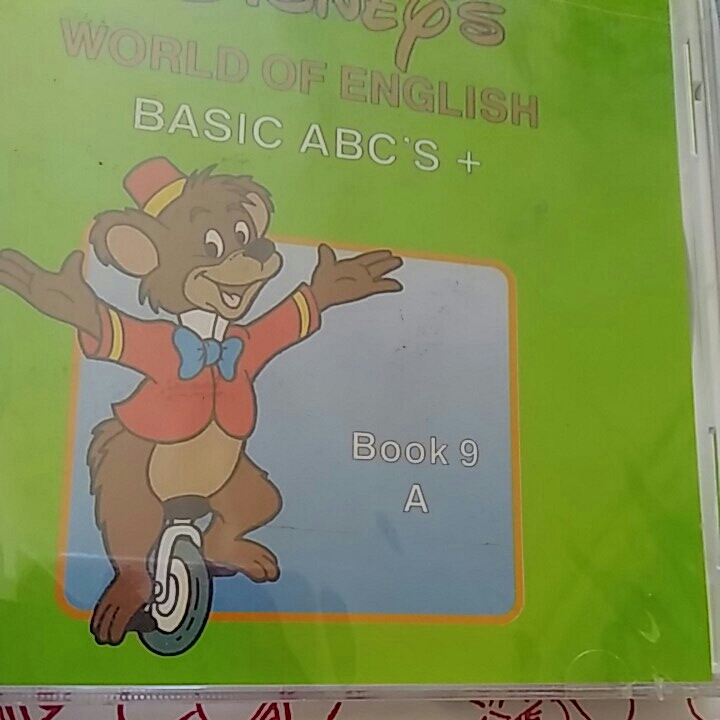 DISNEY'S
WORLD OF ENGLISH
BASIC ABC'S +
Book 9
A